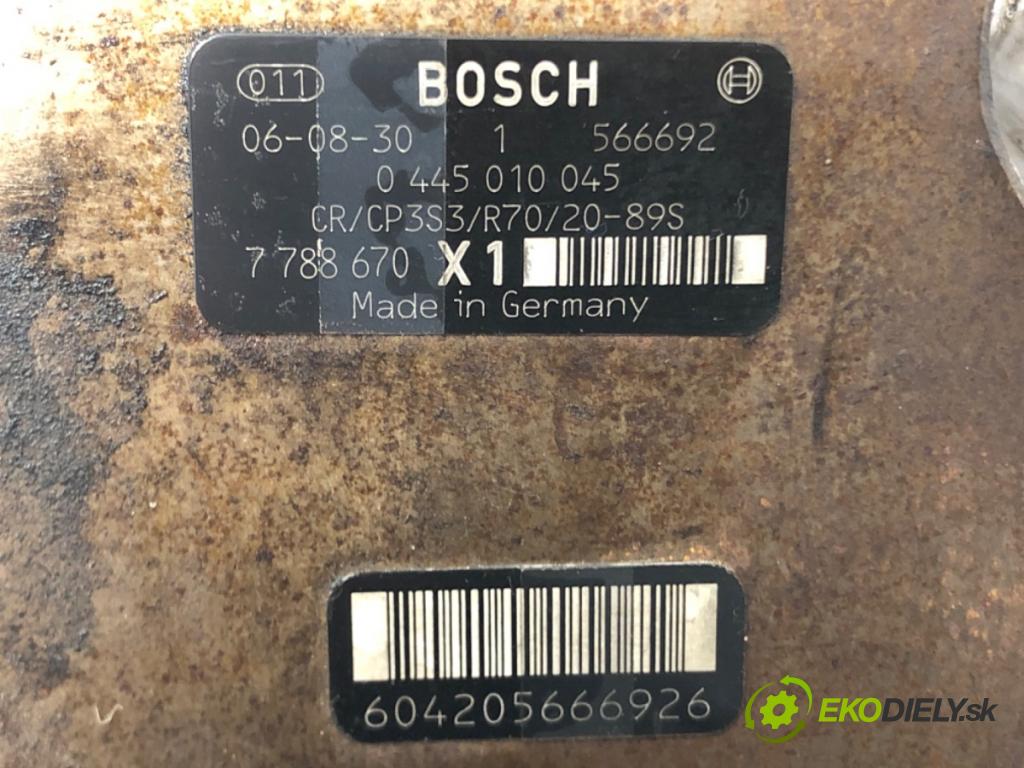 011 BOSCH
06-08-30 1 566692
0 445 010 045
CR/CP3S3/R70/20-89S
7 788 670 X1
Made in Germany
604205666926
EKODIELY.sk